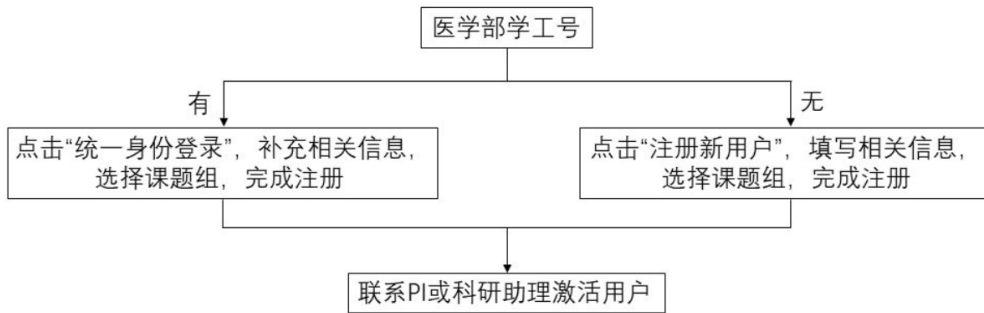 医学部学工号
有
无
点击“统一身份登录”，补充相关信息，
选择课题组，完成注册
点击“注册新用户”，填写相关信息，
选择课题组，完成注册
联系PI或科研助理激活用户